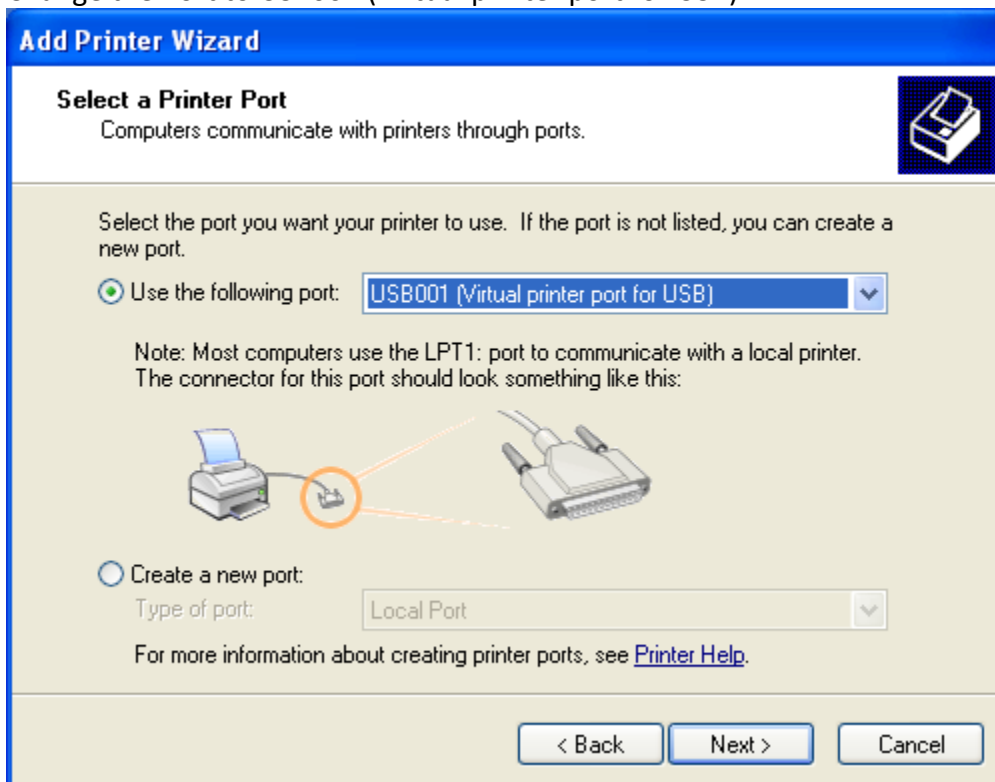 Add Printer Wizard
Select a Printer Port
Computers communicate with printers through ports.
Select the port you want your printer to use. If the port is not listed, you can create a
new port.
Use the following port: USB001 (Virtual printer port for USB)
Note: Most computers use the LPT1: port to communicate with a local printer.
The connector for this port should look something like this:
Create a new port:
Type of port: Local Port
For more information about creating printer ports, see Printer Help.
< Back Next > Cancel